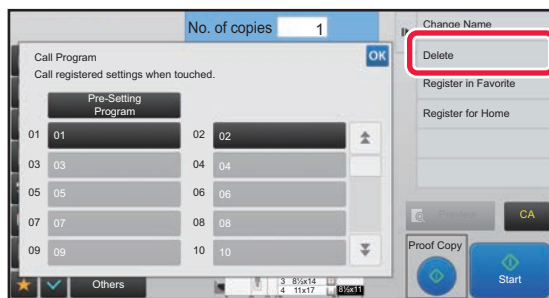 No. of copies 1
Change Name
Delete
Register in Favorite
Register for Home
Call Program
OK
Call registered settings when touched.
Pre-Setting
Program
01 01 02 02
03 03 04 04
05 05 06 06
07 07 08 08
09 09 10 10
Preview
CA
Proof Copy
Start
Others
3 8½x14
4 11x17
8½x11